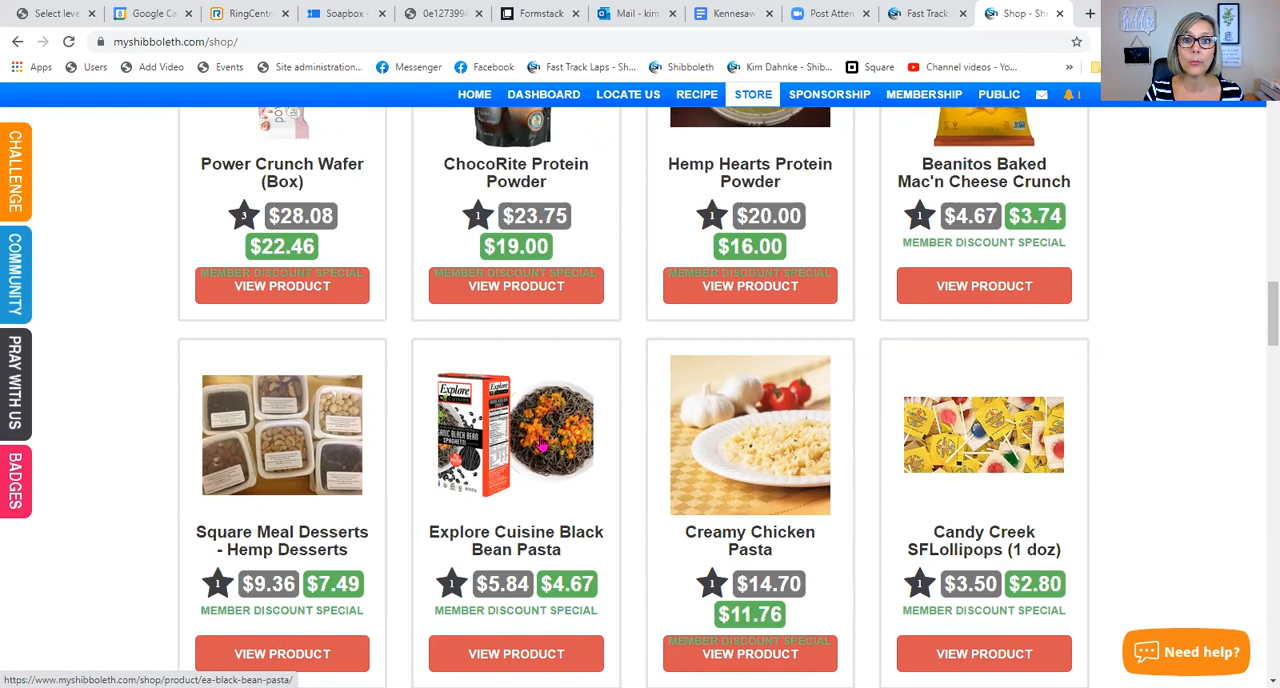 Select leve
Google Ca
RingCentr
Soapbox -
0e1273994
Formstack
Mail - kim
Kennesaw
Post Atten
Fast Track
Shop - Shi
myshibboleth.com/shop/
Apps
Users
Add Video
Events
Site administration...
Messenger
Facebook
Fast Track Laps - Sh...
Shibboleth
Kim Dahnke - Shib...
Square
Channel videos - Yo...
»
hello
HOME
DASHBOARD
LOCATE US
RECIPE
STORE
SPONSORSHIP
MEMBERSHIP
PUBLIC
1
CHALLENGE
COMMUNITY
PRAY WITH US
BADGES
Power Crunch Wafer
(Box)
3 $28.08
$22.46
MEMBER DISCOUNT SPECIAL
VIEW PRODUCT
ChocoRite Protein
Powder
1 $23.75
$19.00
MEMBER DISCOUNT SPECIAL
VIEW PRODUCT
Hemp Hearts Protein
Powder
1 $20.00
$16.00
MEMBER DISCOUNT SPECIAL
VIEW PRODUCT
Beanitos Baked
Mac'n Cheese Crunch
1 $4.67 $3.74
MEMBER DISCOUNT SPECIAL
VIEW PRODUCT
Square Meal Desserts
- Hemp Desserts
1 $9.36 $7.49
MEMBER DISCOUNT SPECIAL
VIEW PRODUCT
Explore
CUISINE
BLACK BEAN
SPAGHETTI
Explore Cuisine Black
Bean Pasta
1 $5.84 $4.67
MEMBER DISCOUNT SPECIAL
VIEW PRODUCT
Creamy Chicken
Pasta
1 $14.70
$11.76
MEMBER DISCOUNT SPECIAL
VIEW PRODUCT
Candy Creek
SFLollipops (1 doz)
1 $3.50 $2.80
MEMBER DISCOUNT SPECIAL
VIEW PRODUCT
Need help?
https://www.myshibboleth.com/shop/product/ea-black-bean-pasta/